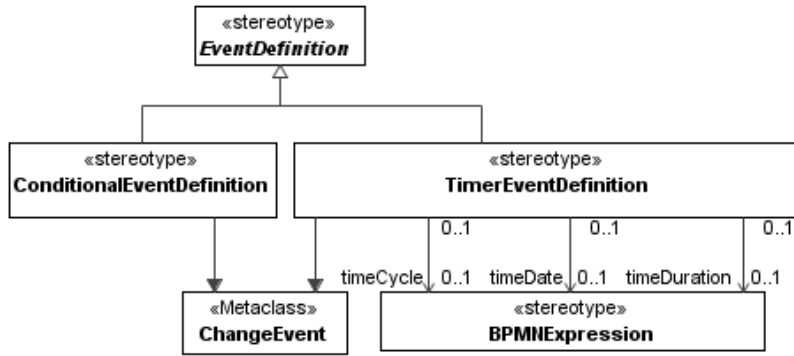 «stereotype»
EventDefinition
«stereotype»
ConditionalEventDefinition
«stereotype»
TimerEventDefinition
0..1
0..1
0..1
timeCycle
0..1
timeDate
0..1
timeDuration
0..1
«Metaclass»
ChangeEvent
«stereotype»
BPMNExpression